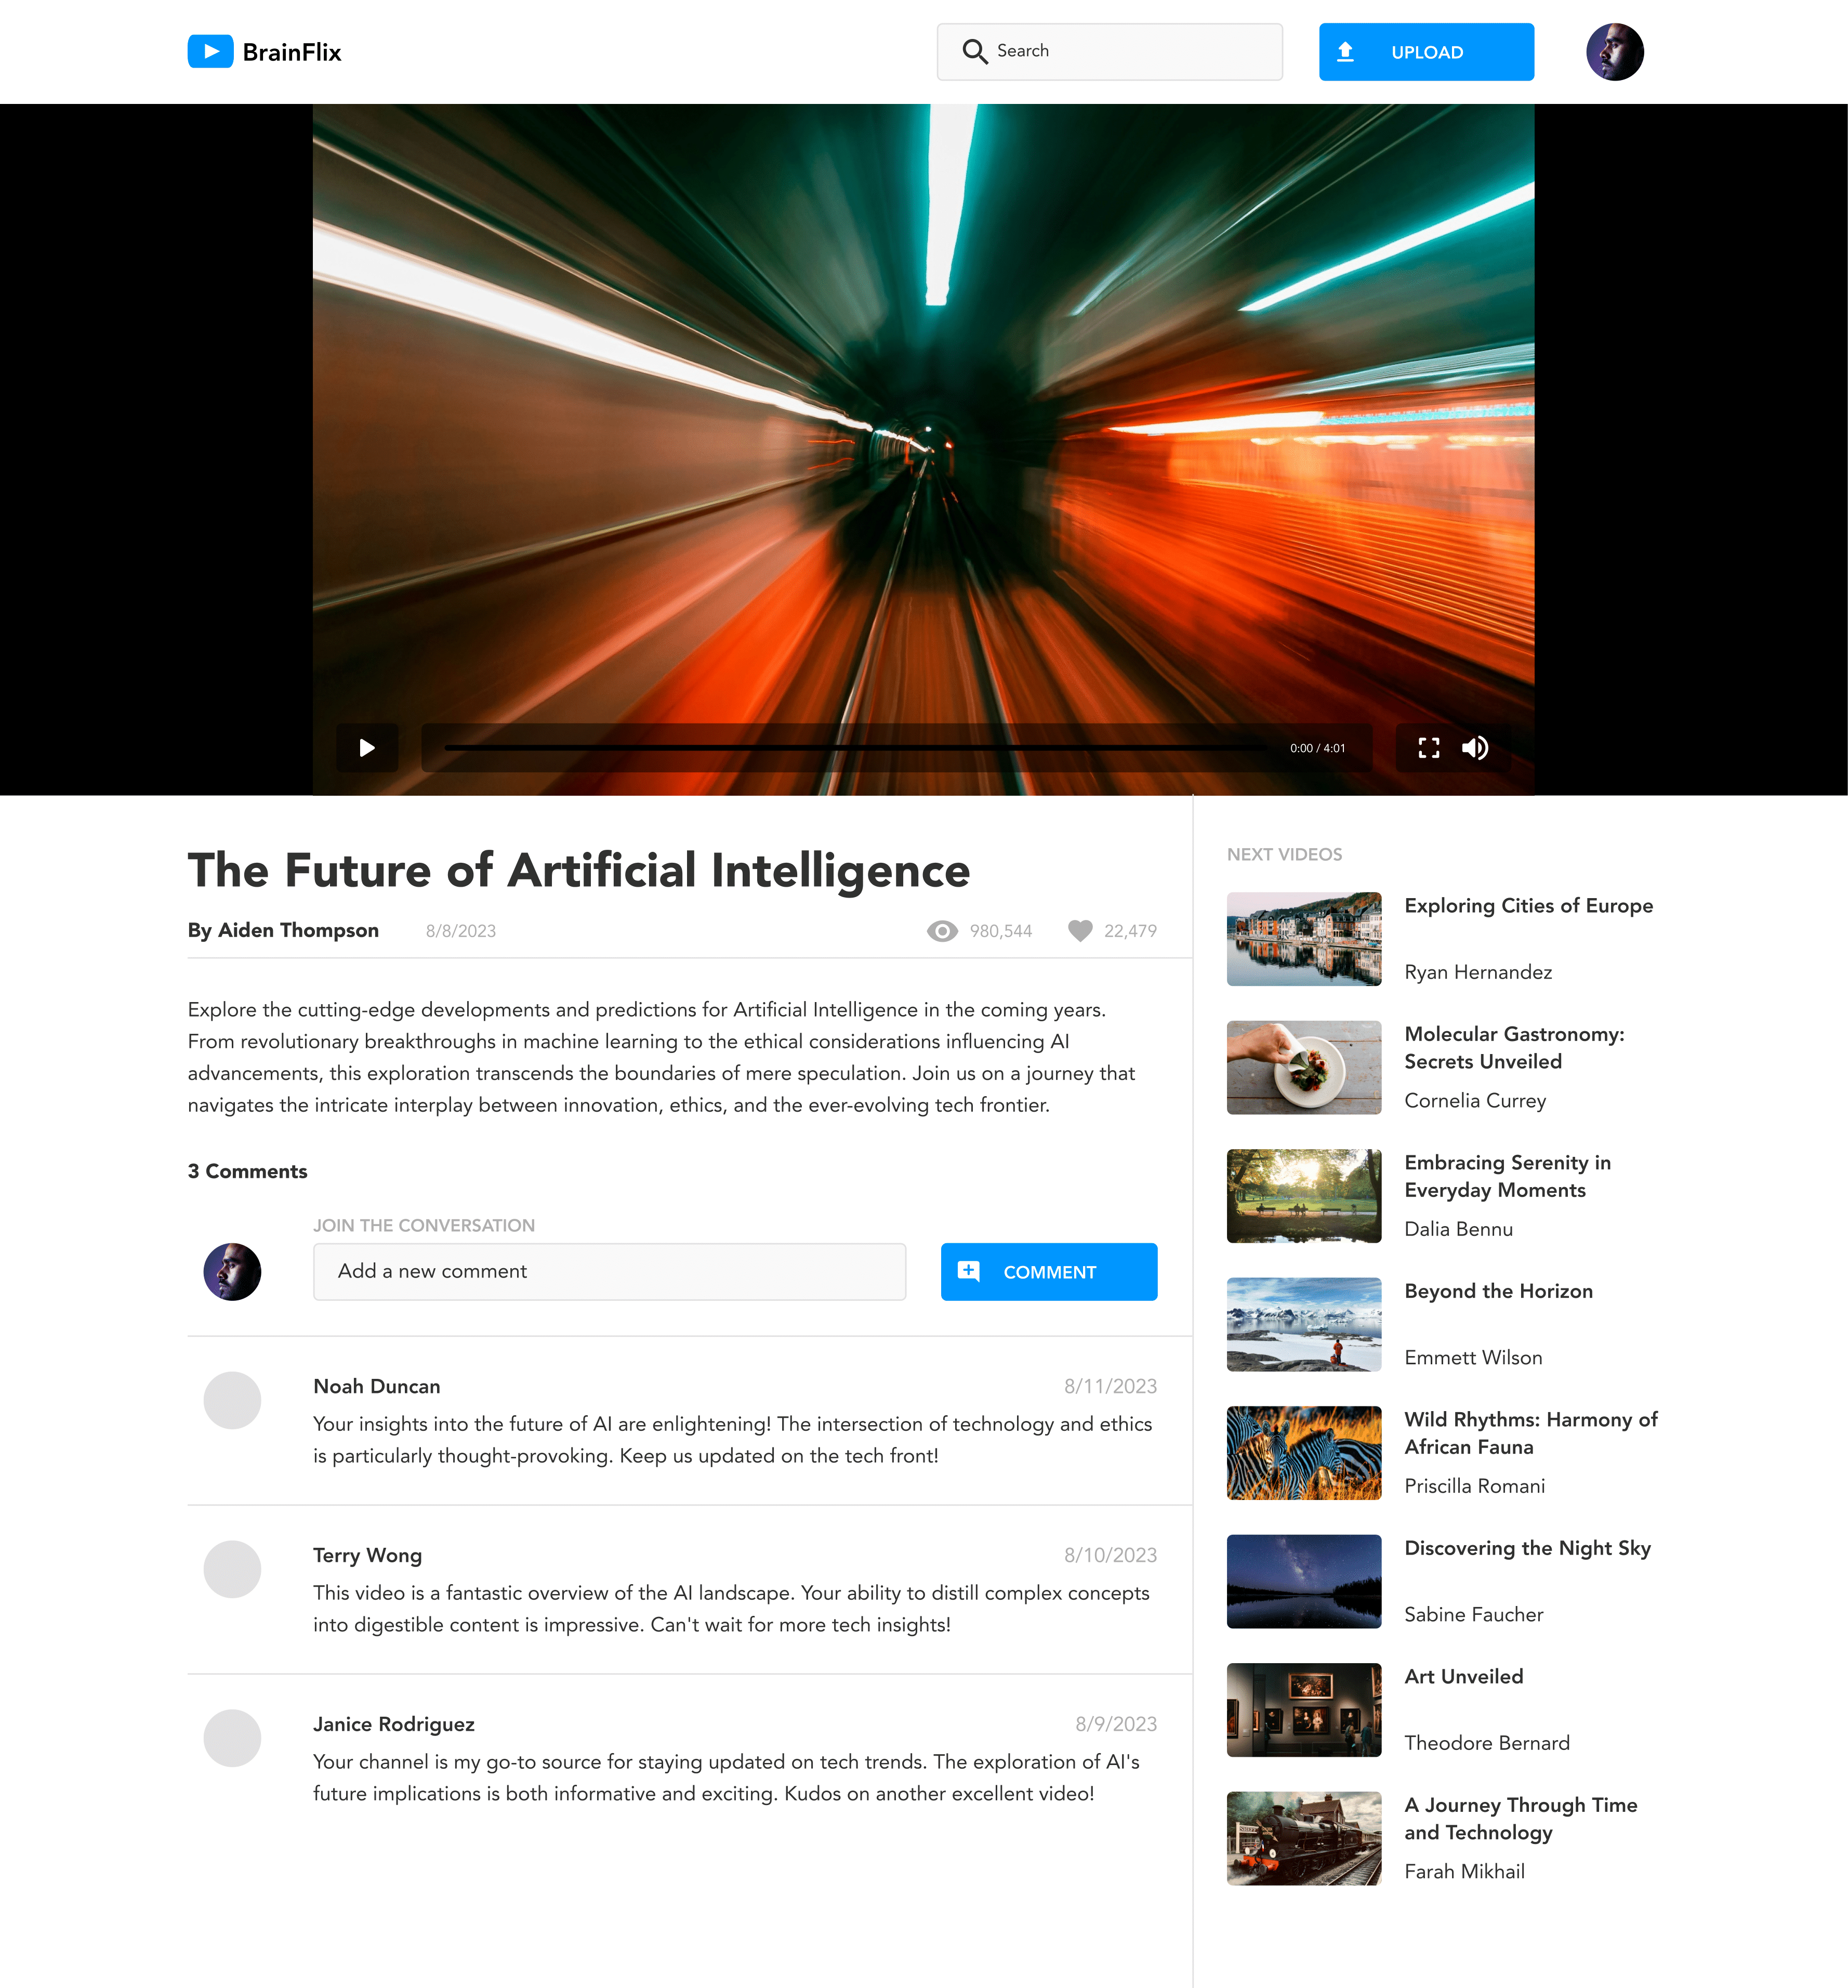 BrainFlix
Search
UPLOAD
0:00 / 4:01
The Future of Artificial Intelligence
By Aiden Thompson
8/8/2023
980,544
22,479
Explore the cutting-edge developments and predictions for Artificial Intelligence in the coming years.
From revolutionary breakthroughs in machine learning to the ethical considerations influencing AI
advancements, this exploration transcends the boundaries of mere speculation. Join us on a journey that
navigates the intricate interplay between innovation, ethics, and the ever-evolving tech frontier.
3 Comments
JOIN THE CONVERSATION
Add a new comment
COMMENT
Noah Duncan
8/11/2023
Your insights into the future of AI are enlightening! The intersection of technology and ethics
is particularly thought-provoking. Keep us updated on the tech front!
Terry Wong
8/10/2023
This video is a fantastic overview of the AI landscape. Your ability to distill complex concepts
into digestible content is impressive. Can't wait for more tech insights!
Janice Rodriguez
8/9/2023
Your channel is my go-to source for staying updated on tech trends. The exploration of AI's
future implications is both informative and exciting. Kudos on another excellent video!
NEXT VIDEOS
Exploring Cities of Europe
Ryan Hernandez
Molecular Gastronomy:
Secrets Unveiled
Cornelia Currey
Embracing Serenity in
Everyday Moments
Dalia Bennu
Beyond the Horizon
Emmett Wilson
Wild Rhythms: Harmony of
African Fauna
Priscilla Romani
Discovering the Night Sky
Sabine Faucher
Art Unveiled
Theodore Bernard
A Journey Through Time
and Technology
Farah Mikhail